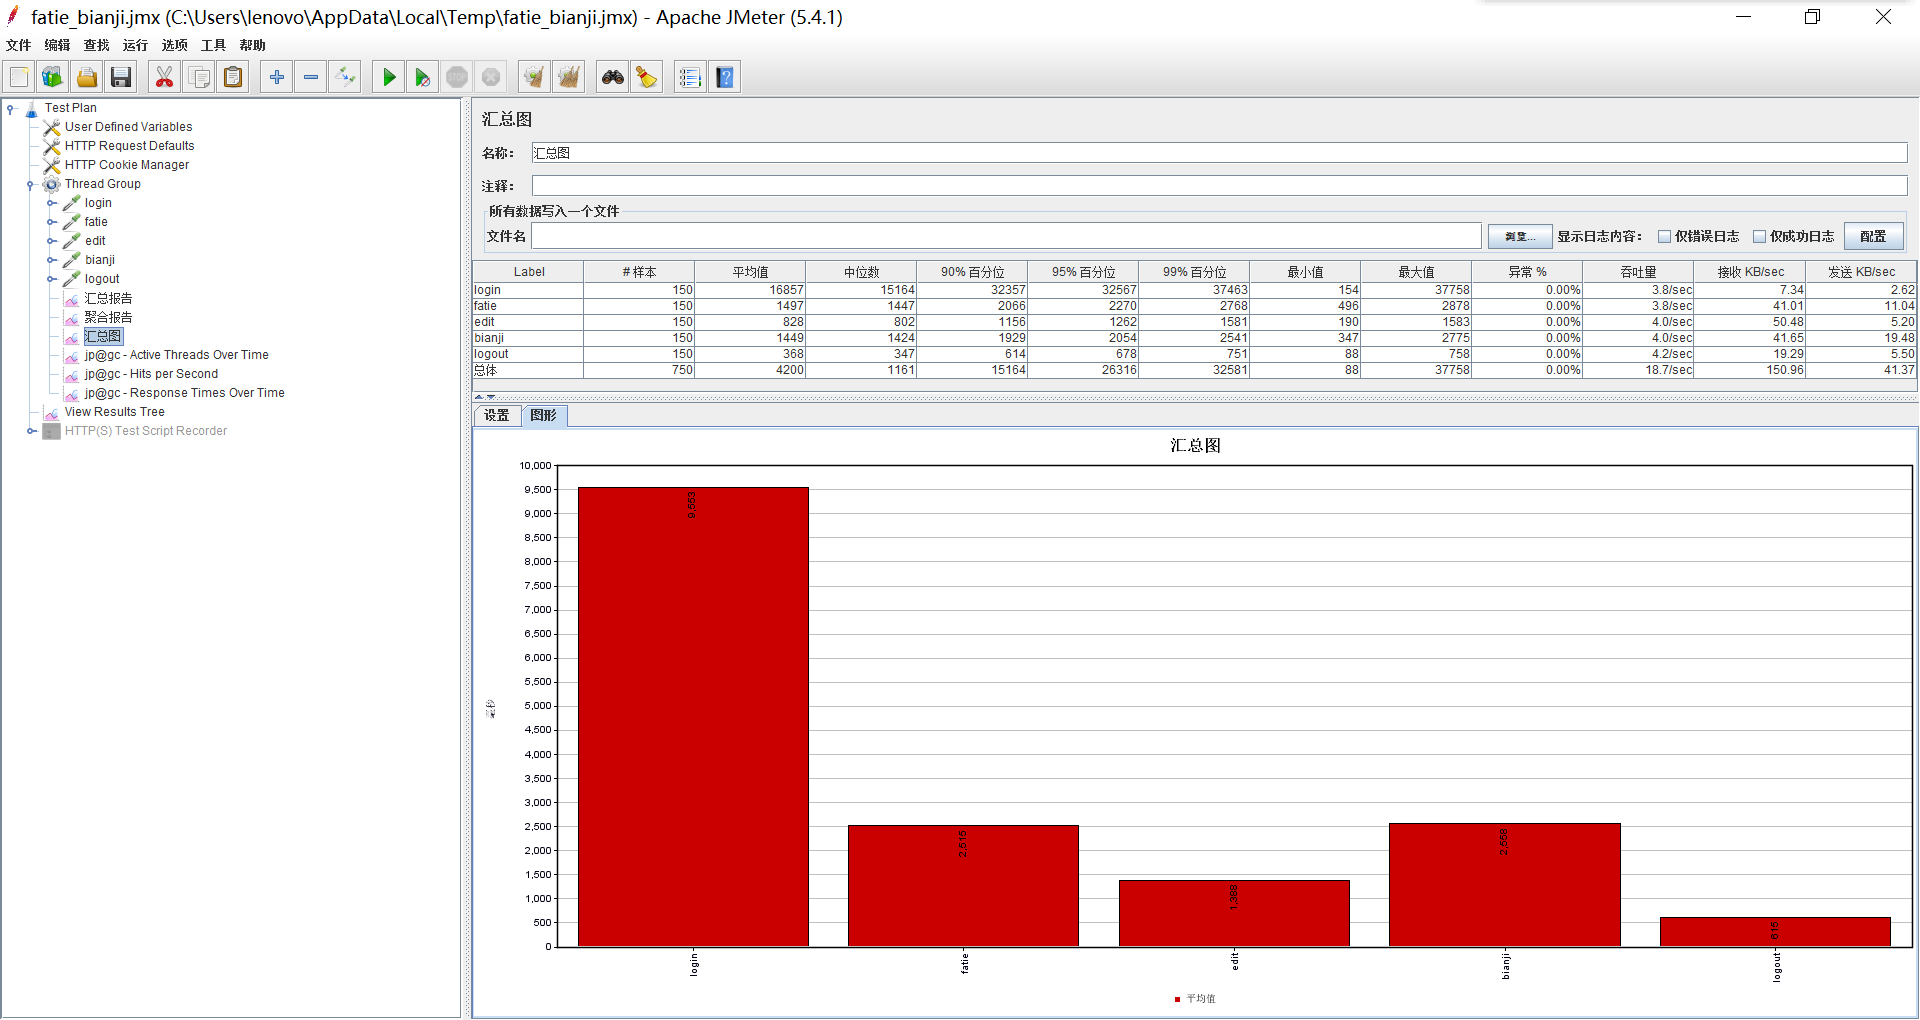 fatie_bianji.jmx (C:\Users\lenovo\AppData\Local\Temp\fatie_bianji.jmx) - Apache JMeter (5.4.1)
文件 编辑 查找 运行 选项 工具 帮助
STOP
Test Plan
User Defined Variables
HTTP Request Defaults
HTTP Cookie Manager
Thread Group
login
fatie
edit
bianji
logout
汇总报告
聚合报告
汇总图
jp@gc - Active Threads Over Time
jp@gc - Hits per Second
jp@gc - Response Times Over Time
View Results Tree
HTTP(S) Test Script Recorder
汇总图
名称： 汇总图
注释：
所有数据写入一个文件
文件名 浏览... 显示日志内容： 仅错误日志 仅成功日志 配置
Label # 样本 平均值 中位数 90% 百分位 95% 百分位 99% 百分位 最小值 最大值 异常 % 吞吐量 接收 KB/sec 发送 KB/sec
login 150 16857 15164 32357 32567 37463 154 37758 0.00% 3.8/sec 7.34 2.62
fatie 150 1497 1447 2066 2270 2768 496 2878 0.00% 3.8/sec 41.01 11.04
edit 150 828 802 1156 1262 1581 190 1583 0.00% 4.0/sec 50.48 5.20
bianji 150 1449 1424 1929 2054 2541 347 2775 0.00% 4.0/sec 41.65 19.48
logout 150 368 347 614 678 751 88 758 0.00% 4.2/sec 19.29 5.50
总体 750 4200 1161 15164 26316 32581 88 37758 0.00% 18.7/sec 150.96 41.37
设置 图形
汇总图
10,000
9,500
9,000
8,500
8,000
7,500
7,000
6,500
6,000
5,500
5,000
4,500
4,000
3,500
3,000
2,500
2,000
1,500
1,000
500
0
9,553
login
fatie
edit
bianji
logout
平均值